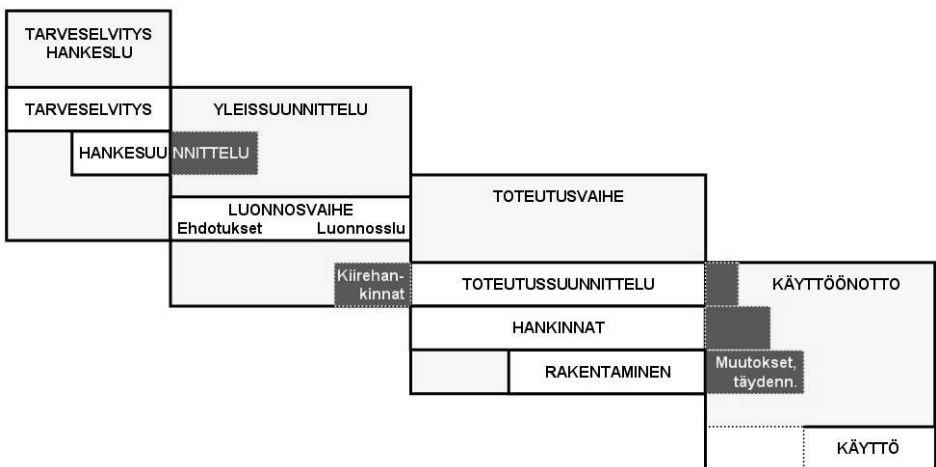 TARVESELVITYS
HANKESLU
TARVESELVITYS
YLEISSUUNNITTELU
HANKESUUNNITTELU
LUONNOSVAIHE
Ehdotukset Luonnosslu
TOTEUTUSVAIHE
Kiirehan-
kinnat
TOTEUTUSSUUNNITTELU
KÄYTTÖÖNOTTO
HANKINNAT
RAKENTAMINEN
Muutokset,
täydenn.
KÄYTTÖ